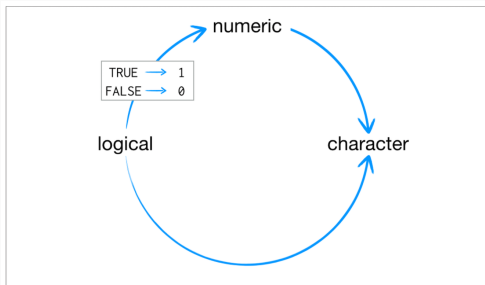 numeric
TRUE → 1
FALSE → 0
logical
character